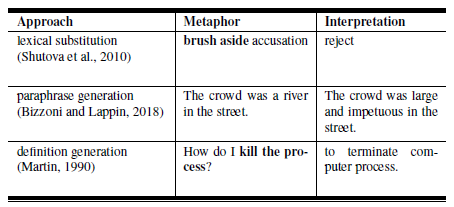 Approach Metaphor Interpretation
lexical substitution brush aside accusation reject
(Shutova et al., 2010)
paraphrase generation The crowd was a river The crowd was large
(Bizzoni and Lappin, 2018) in the street. and impetuous in the
street.
definition generation How do I kill the pro- to terminate com-
(Martin, 1990) cess? puter process.